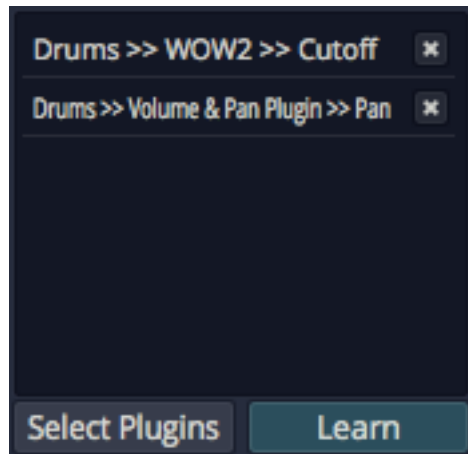 Drums >> WOW2 >> Cutoff
Drums >> Volume & Pan Plugin >> Pan
Select Plugins
Learn